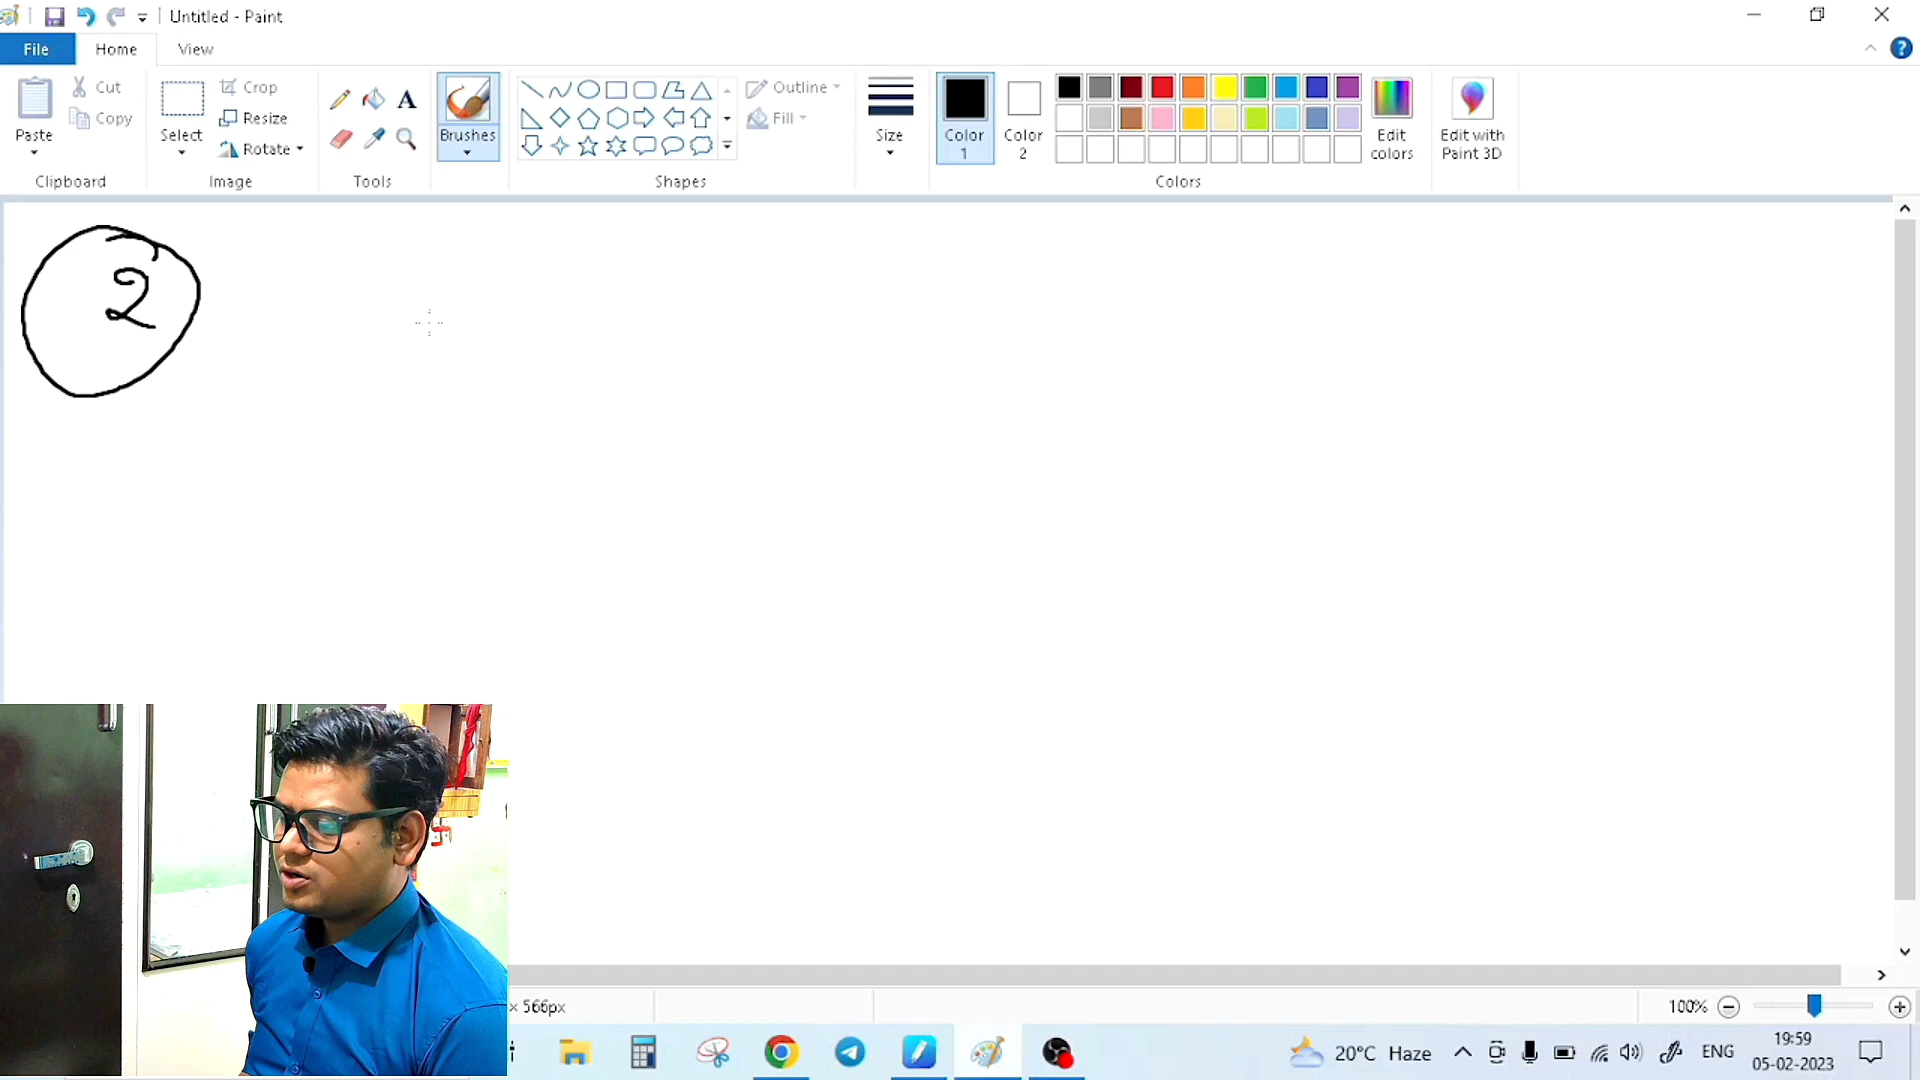 Untitled - Paint
File Home View
Cut
Copy
Paste
Clipboard
Select
Crop
Resize
Rotate
Image
A
Tools
Brushes
Shapes
Outline
Fill
Size
Color 1
Color 2
Edit colors
Colors
Edit with Paint 3D
?
2
× 566px
100%
20°C Haze
ENG
19:59
05-02-2023